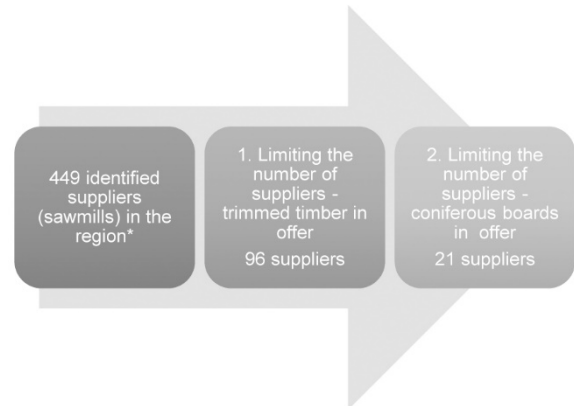 449 identified
suppliers
(sawmills) in the
region*
1. Limiting the
number of
suppliers -
trimmed timber in
offer
96 suppliers
2. Limiting the
number of
suppliers -
coniferous boards
in offer
21 suppliers